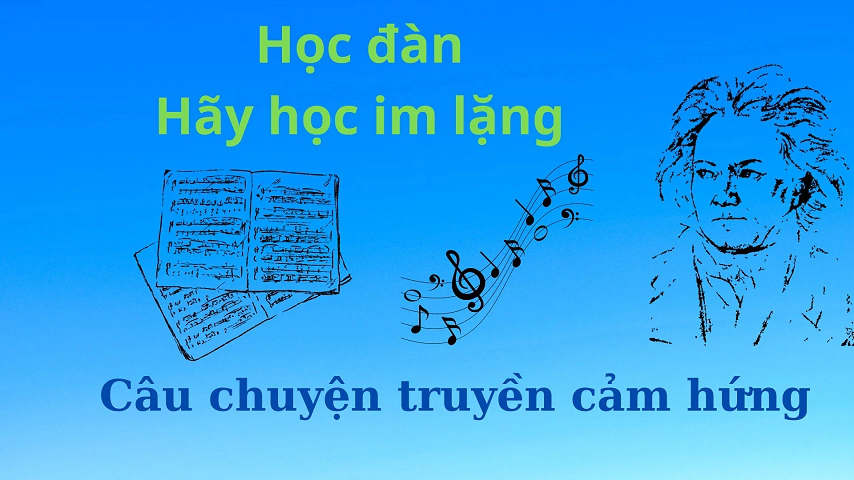 Học đàn
Hãy học im lặng
Câu chuyện truyền cảm hứng